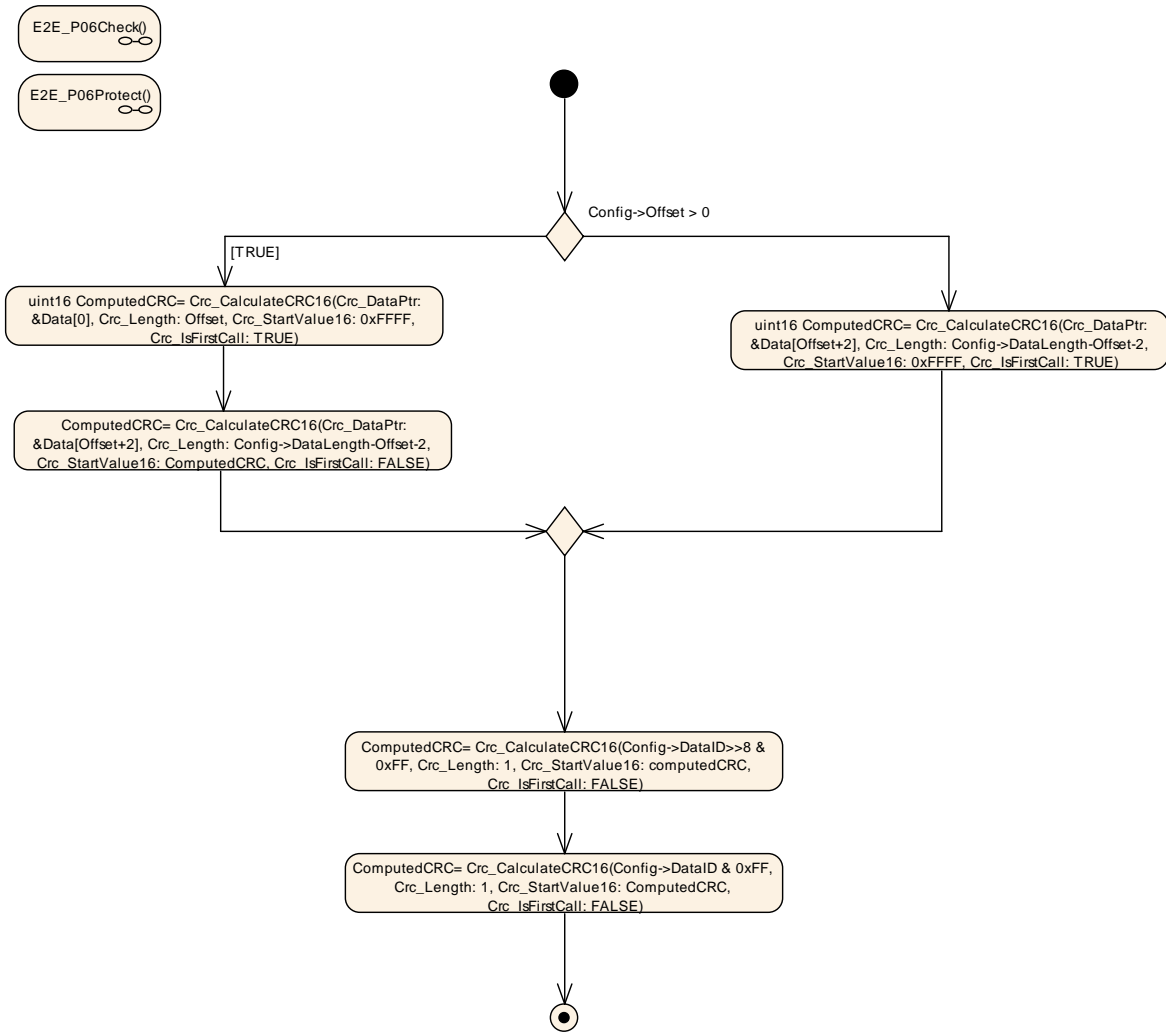 E2E_P06Check()
E2E_P06Protect()
Config->Offset > 0
[TRUE]
uint16 ComputedCRC= Crc_CalculateCRC16(Crc_DataPtr:
&Data[0], Crc_Length: Offset, Crc_StartValue16: 0xFFFF,
Crc_IsFirstCall: TRUE)
uint16 ComputedCRC= Crc_CalculateCRC16(Crc_DataPtr:
&Data[Offset+2], Crc_Length: Config->DataLength-Offset-2,
Crc_StartValue16: 0xFFFF, Crc_IsFirstCall: TRUE)
ComputedCRC= Crc_CalculateCRC16(Crc_DataPtr:
&Data[Offset+2], Crc_Length: Config->DataLength-Offset-2,
Crc_StartValue16: ComputedCRC, Crc_IsFirstCall: FALSE)
ComputedCRC= Crc_CalculateCRC16(Config->DataID>>8 &
0xFF, Crc_Length: 1, Crc_StartValue16: computedCRC,
Crc_IsFirstCall: FALSE)
ComputedCRC= Crc_CalculateCRC16(Config->DataID & 0xFF,
Crc_Length: 1, Crc_StartValue16: ComputedCRC,
Crc_IsFirstCall: FALSE)